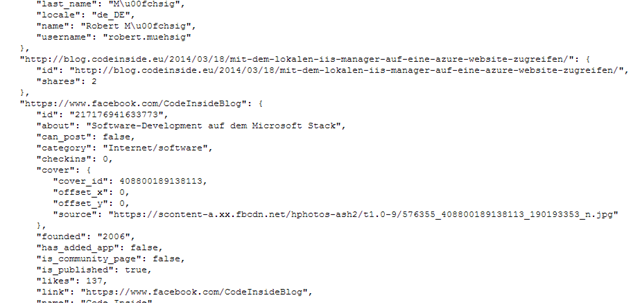 "last_name": "M\u00fchsig",
"locale": "de_DE",
"name": "Robert M\u00fchsig",
"username": "robert.muehsig"
},
"http://blog.codeinside.eu/2014/03/18/mit-dem-lokalen-iis-manager-auf-eine-azure-website-zugreifen/": {
"id": "http://blog.codeinside.eu/2014/03/18/mit-dem-lokalen-iis-manager-auf-eine-azure-website-zugreifen/",
"shares": 2
},
"https://www.facebook.com/CodeInsideBlog": {
"id": "217176941633773",
"about": "Software-Development auf dem Microsoft Stack",
"can_post": false,
"category": "Internet/software",
"checkins": 0,
"cover": {
"cover_id": 408800189138113,
"offset_x": 0,
"offset_y": 0,
"source": "https://scontent-a.xx.fbcdn.net/hphotos-ash2/t1.0-9/576355_408800189138113_190193353_n.jpg"
},
"founded": "2006",
"has_added_app": false,
"is_community_page": false,
"is_published": true,
"likes": 137,
"link": "https://www.facebook.com/CodeInsideBlog",
"name": "Code Inside"